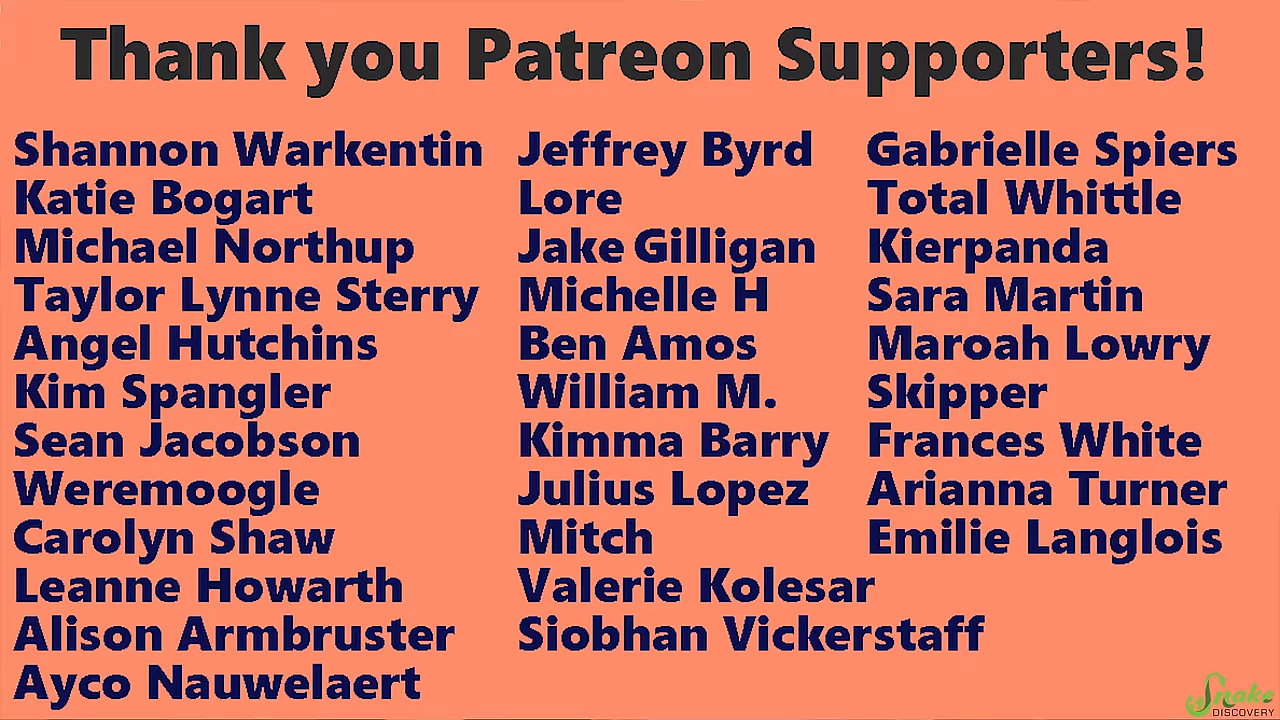 Thank you Patreon Supporters!
Shannon Warkentin
Katie Bogart
Michael Northup
Taylor Lynne Sterry
Angel Hutchins
Kim Spangler
Sean Jacobson
Weremoogle
Carolyn Shaw
Leanne Howarth
Alison Armbruster
Ayco Nauwelaert
Jeffrey Byrd
Lore
Jake Gilligan
Michelle H
Ben Amos
William M.
Kimma Barry
Julius Lopez
Mitch
Valerie Kolesar
Siobhan Vickerstaff
Gabrielle Spiers
Total Whittle
Kierpanda
Sara Martin
Maroah Lowry
Skipper
Frances White
Arianna Turner
Emilie Langlois
Snake
DISCOVERY